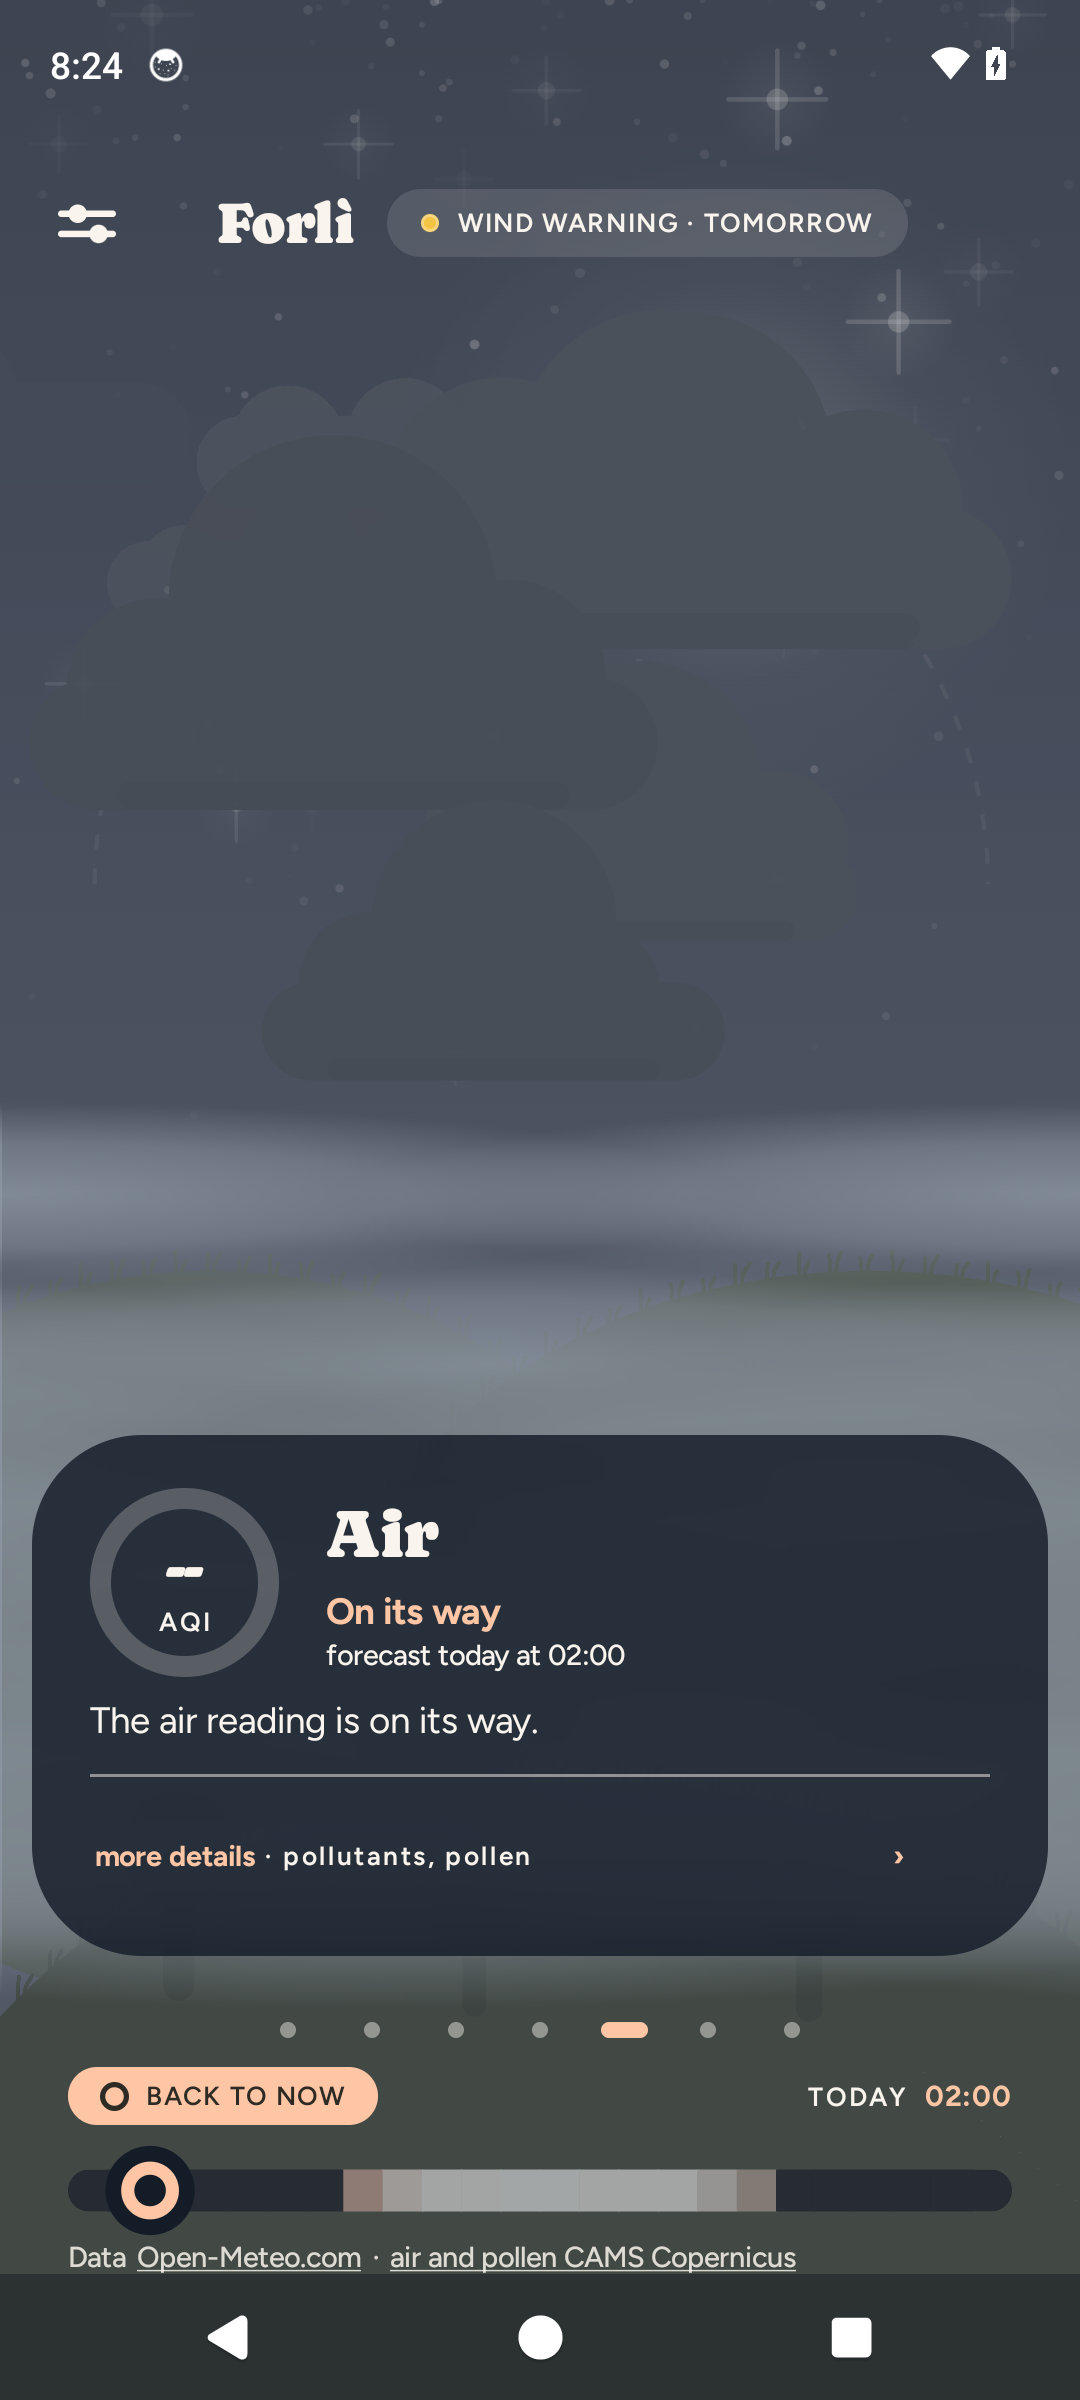 8:24
Forlì
WIND WARNING · TOMORROW
--
AQI
Air
On its way
forecast today at 02:00
The air reading is on its way.
more details · pollutants, pollen ›
BACK TO NOW
TODAY 02:00
Data Open-Meteo.com · air and pollen CAMS Copernicus